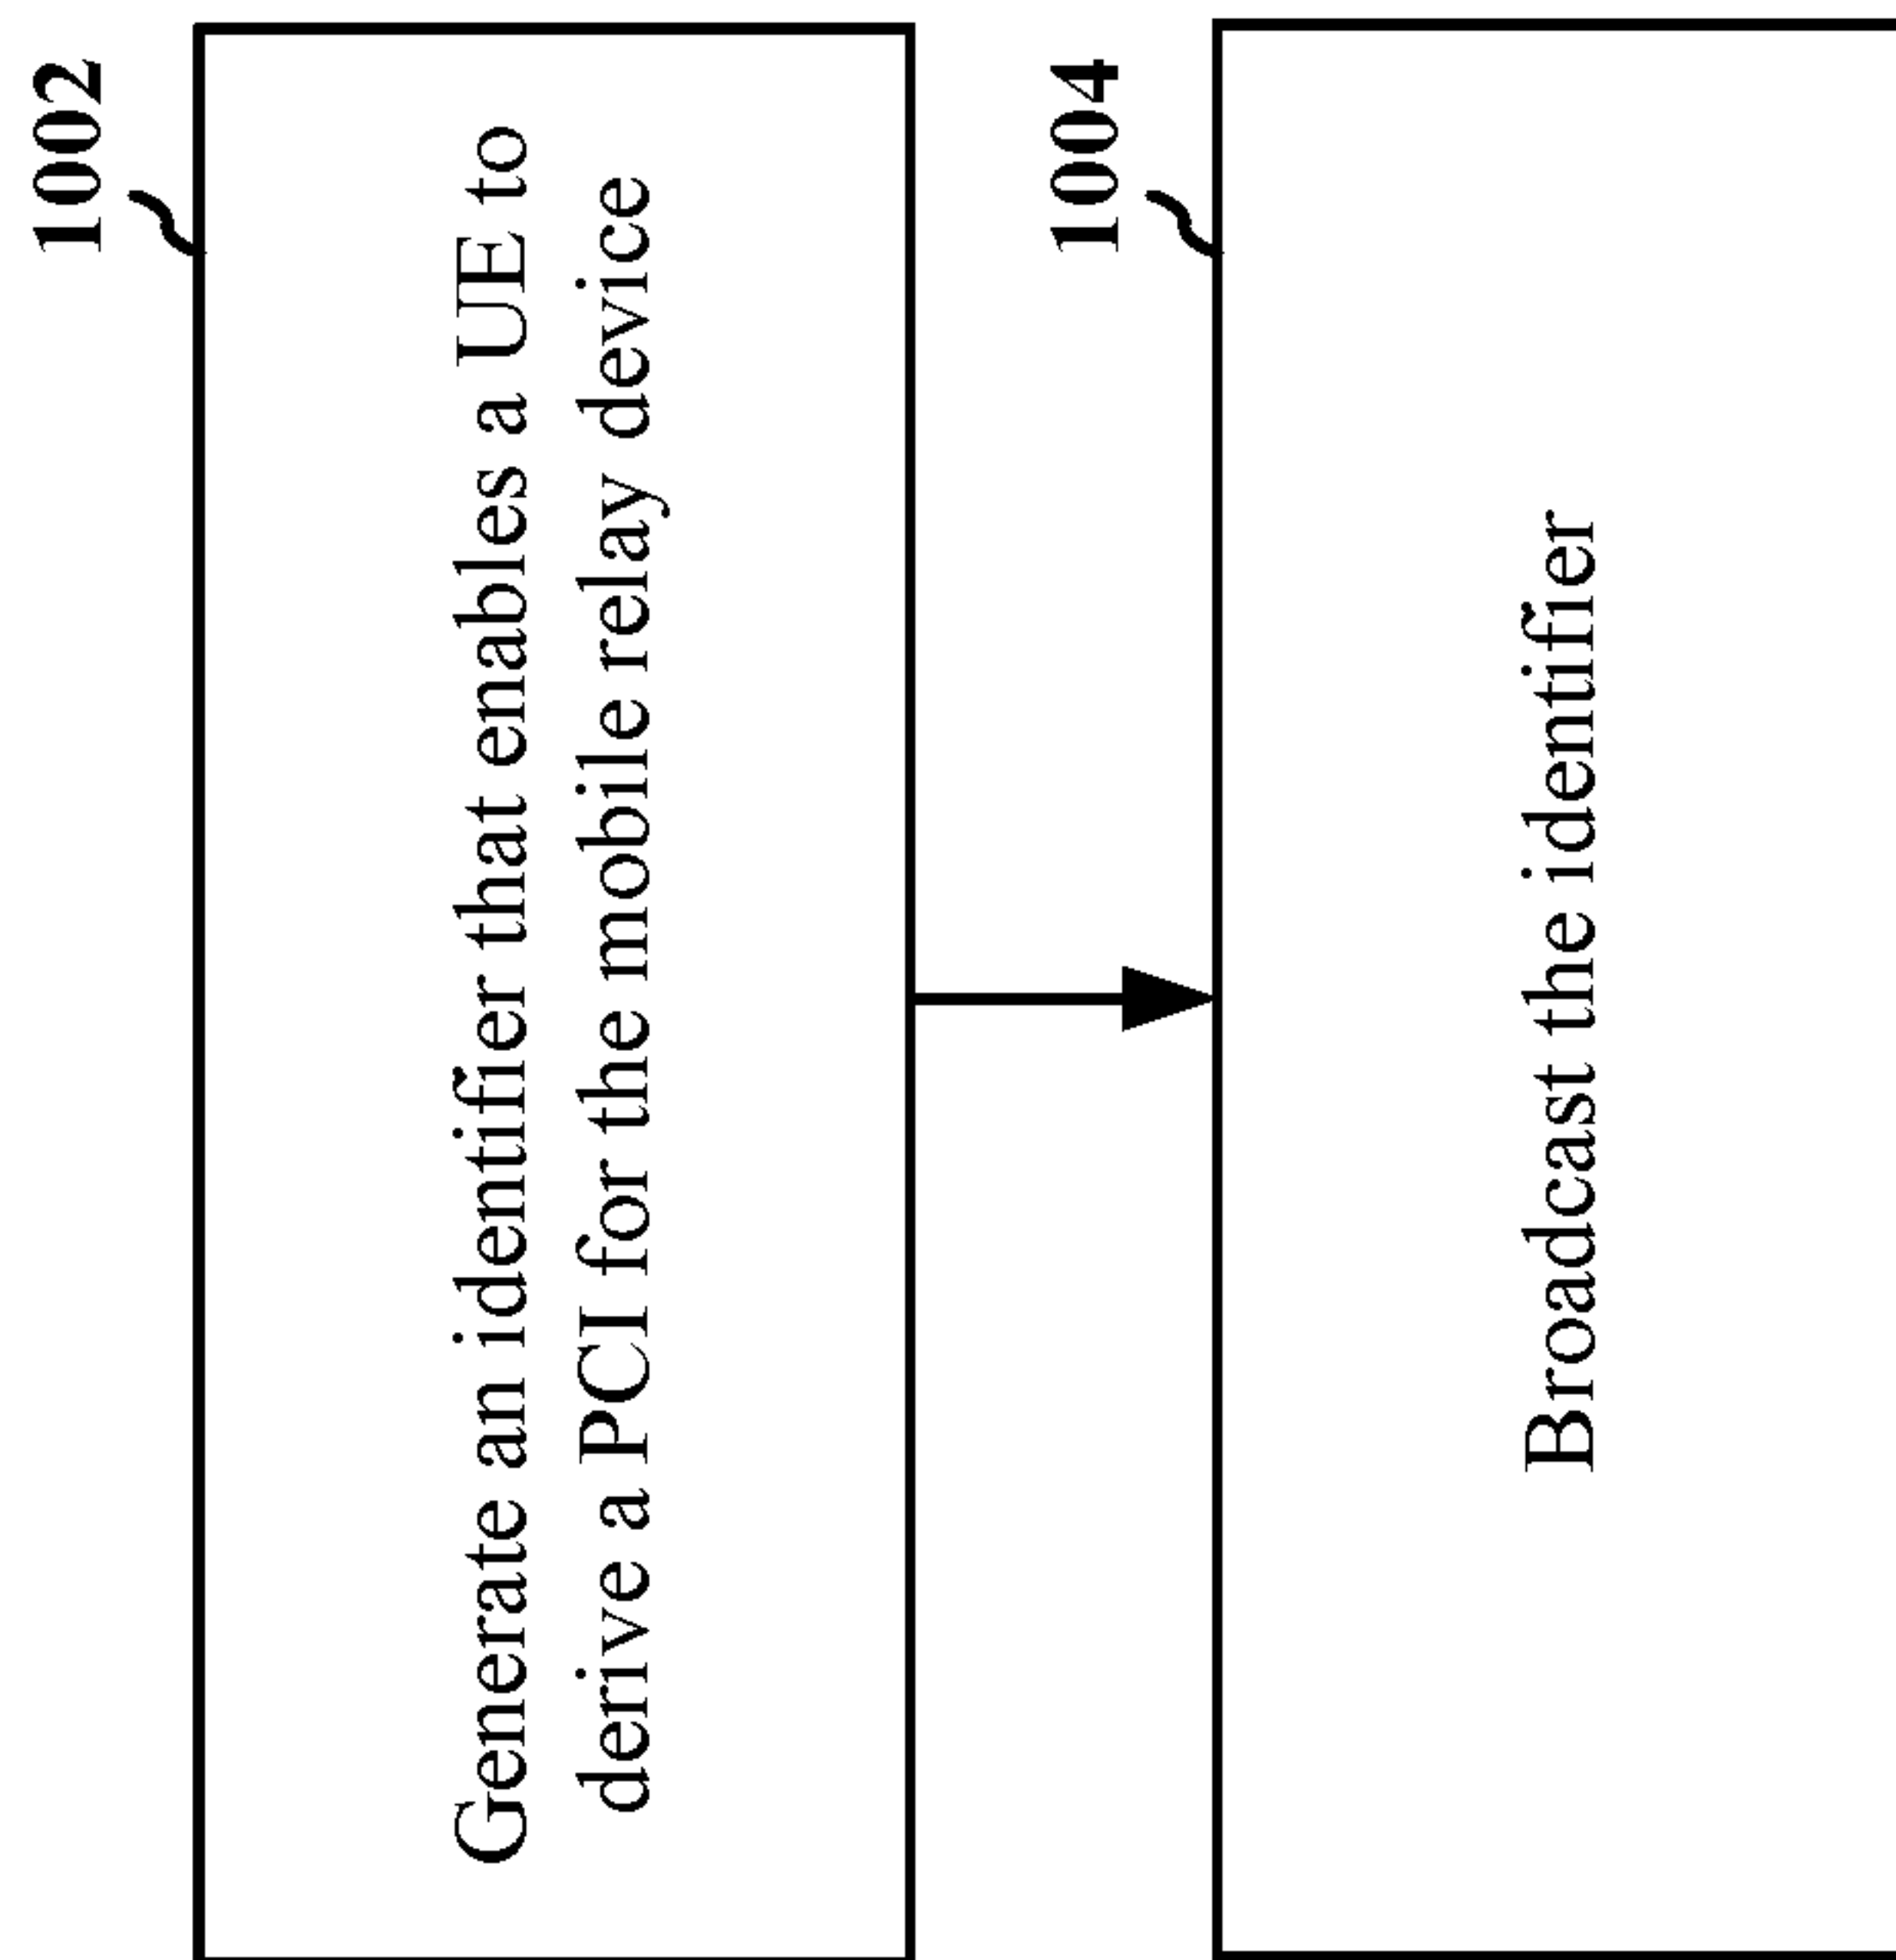 1002
Generate an identifier that enables a UE to
derive a PCI for the mobile relay device
1004
Broadcast the identifier